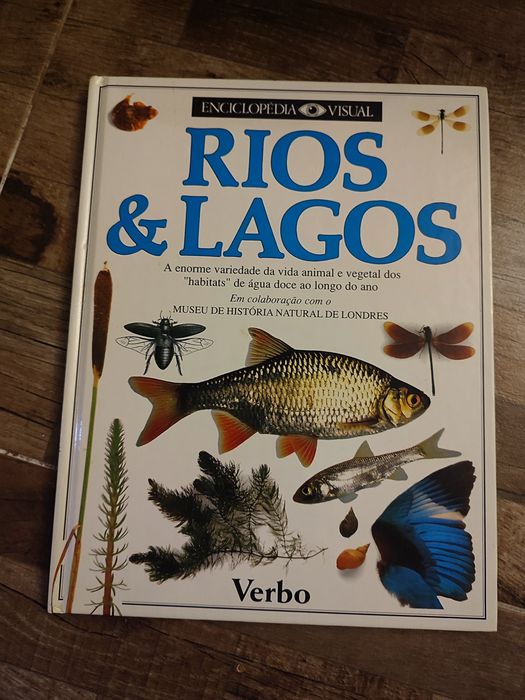 ENCICLOPÉDIA VISUAL
RIOS
& LAGOS
A enorme variedade da vida animal e vegetal dos
"habitats" de água doce ao longo do ano
Em colaboração com o
MUSEU DE HISTÓRIA NATURAL DE LONDRES
Verbo